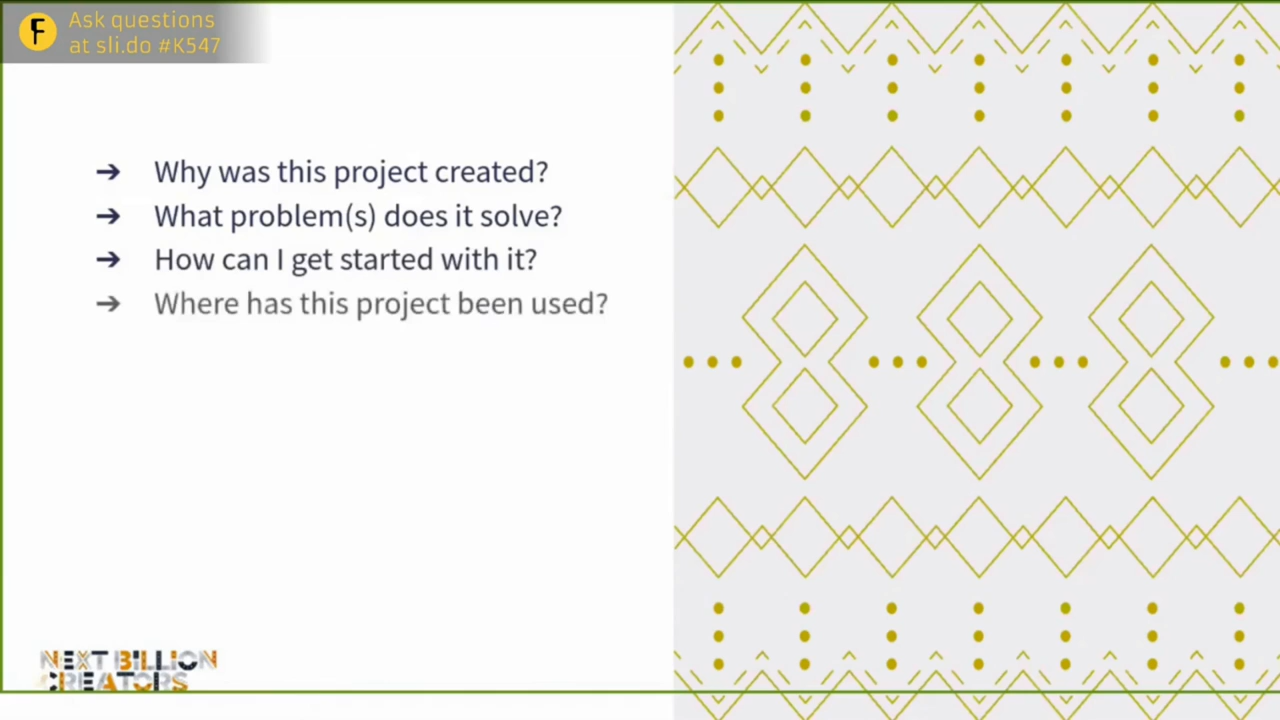 Ask questions
at sli.do #K547
➔ Why was this project created?
➔ What problem(s) does it solve?
➔ How can I get started with it?
➔ Where has this project been used?
NEXT BILLION
CREATORS